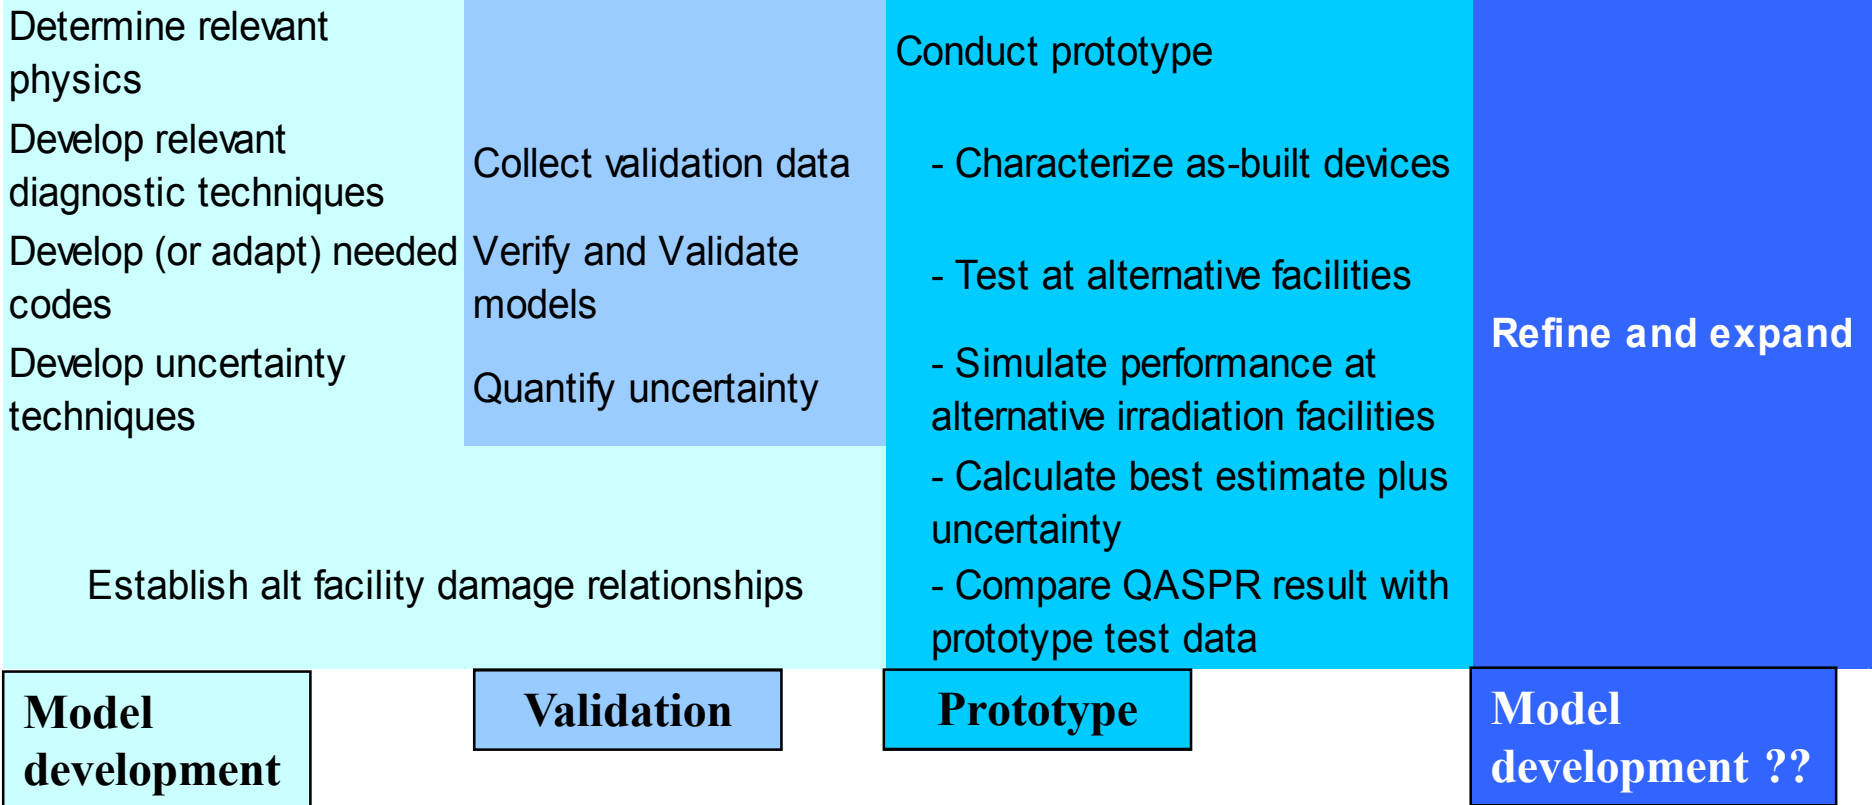 Determine relevant
physics
Develop relevant
diagnostic techniques
Develop (or adapt) needed
codes
Develop uncertainty
techniques
Collect validation data
Verify and Validate
models
Quantify uncertainty
Establish alt facility damage relationships
Conduct prototype
- Characterize as-built devices
- Test at alternative facilities
- Simulate performance at
alternative irradiation facilities
- Calculate best estimate plus
uncertainty
- Compare QASPR result with
prototype test data
Refine and expand
Model
development
Validation
Prototype
Model
development ??